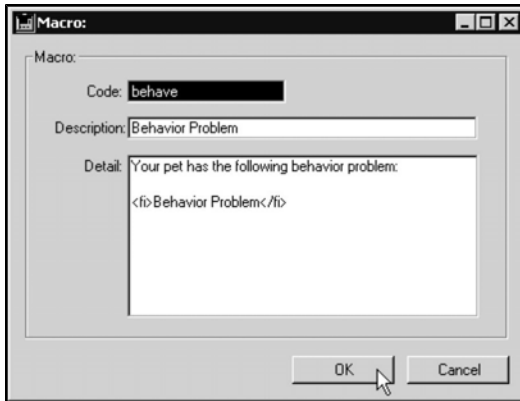 Macro:
Macro:
Code: behave
Description: Behavior Problem
Detail: Your pet has the following behavior problem:
<fi>Behavior Problem</fi>
OK Cancel